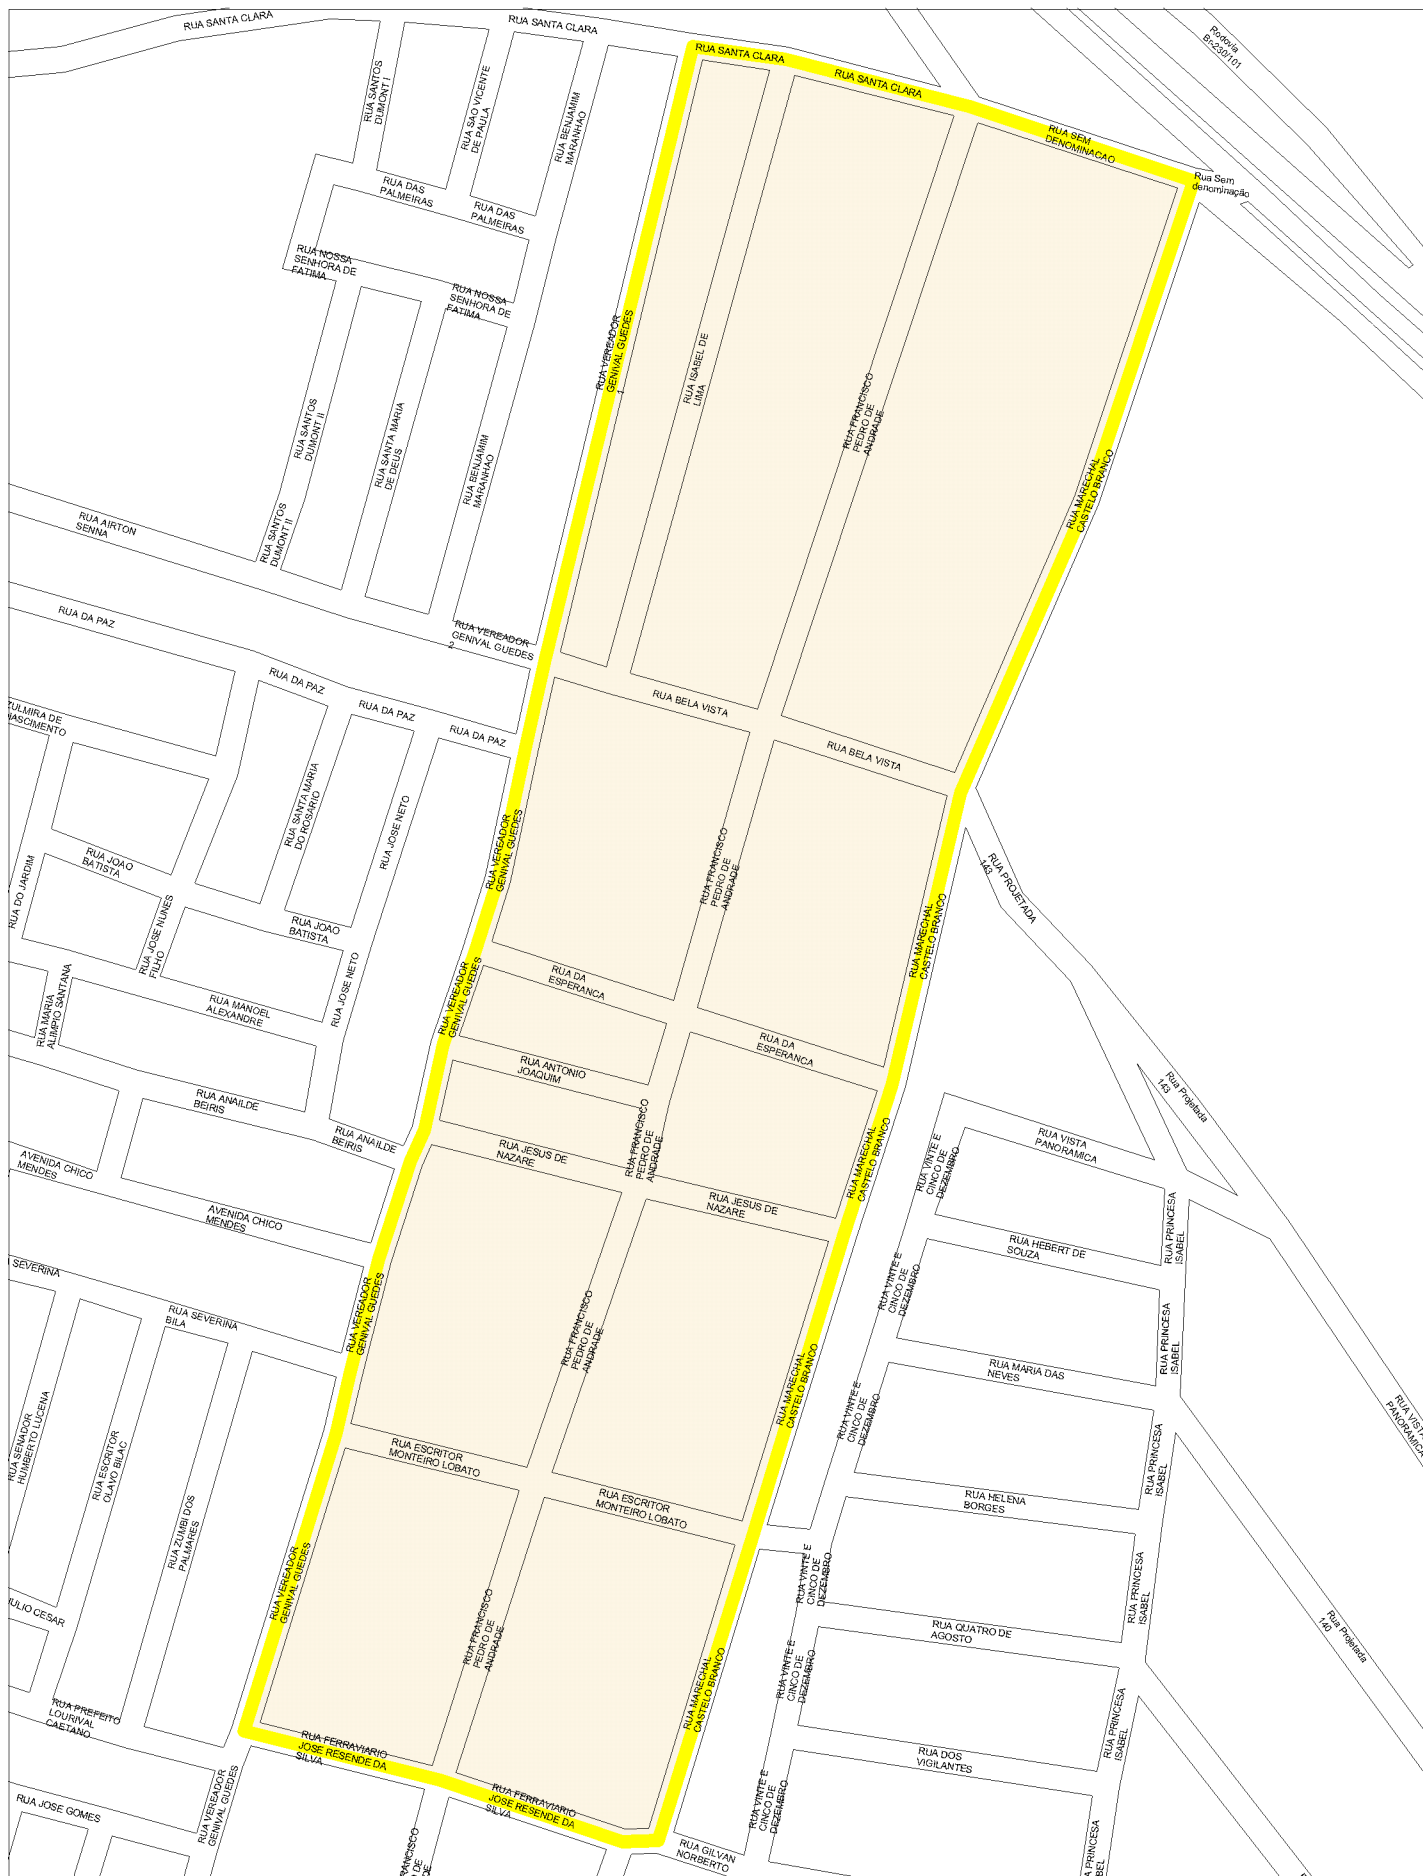 RUA SANTA CLARA
RUA SANTA CLARA
RUA SANTA CLARA
RUA SANTA CLARA
Rodovia
Br-230/101
RUA SANTOS
DUMONT I
RUA SAO VICENTE
DE PAULA
RUA BENJAMIM
MARANHAO
RUA SEM
DENOMINACAO
Rua Sem
denominação
RUA DAS
PALMEIRAS
RUA DAS
PALMEIRAS
RUA NOSSA
SENHORA DE
FATIMA
RUA NOSSA
SENHORA DE
FATIMA
RUA VEREADOR
GENIVAL GUEDES
1
RUA ISABEL DE
LIMA
RUA FRANCISCO
PEDRO DE
ANDRADE
RUA SANTOS
DUMONT II
RUA SANTA MARIA
DE DEUS
RUA BENJAMIM
MARANHAO
RUA MARECHAL
CASTELO BRANCO
RUA AIRTON
SENNA
RUA SANTOS
DUMONT II
RUA DA PAZ
RUA VEREADOR
GENIVAL GUEDES
2
RUA DA PAZ
RUA DA PAZ
RUA DA PAZ
RUA BELA VISTA
RUA BELA VISTA
ZULMIRA DE
NASCIMENTO
RUA SANTA MARIA
DO ROSARIO
RUA JOSE NETO
RUA VEREADOR
GENIVAL GUEDES
RUA FRANCISCO
PEDRO DE
ANDRADE
RUA JOAO
BATISTA
RUA DO JARDIM
RUA JOSE NUNES
FILHO
RUA JOAO
BATISTA
RUA MARECHAL
CASTELO BRANCO
RUA PROJETADA
143
RUA MARIA
ALIMPIO SANTANA
RUA MANOEL
ALEXANDRE
RUA JOSE NETO
RUA VEREADOR
GENIVAL GUEDES
RUA DA
ESPERANCA
RUA DA
ESPERANCA
RUA ANTONIO
JOAQUIM
RUA ANAILDE
BEIRIS
RUA ANAILDE
BEIRIS
RUA JESUS DE
NAZARE
RUA FRANCISCO
PEDRO DE
ANDRADE
RUA JESUS DE
NAZARE
RUA MARECHAL
CASTELO BRANCO
RUA VINTE E
CINCO DE
DEZEMBRO
RUA VISTA
PANORAMICA
Rua Projetada
143
AVENIDA CHICO
MENDES
AVENIDA CHICO
MENDES
RUA HEBERT DE
SOUZA
RUA PRINCESA
ISABEL
SEVERINA
RUA SEVERINA
BILA
RUA VEREADOR
GENIVAL GUEDES
RUA FRANCISCO
PEDRO DE
ANDRADE
RUA VINTE E
CINCO DE
DEZEMBRO
RUA PRINCESA
ISABEL
RUA MARIA DAS
NEVES
RUA MARECHAL
CASTELO BRANCO
RUA VINTE E
CINCO DE
DEZEMBRO
RUA VISTA
PANORAMICA
RUA SENADOR
HUMBERTO LUCENA
RUA ESCRITOR
OLAVO BILAC
RUA ESCRITOR
MONTEIRO LOBATO
RUA ESCRITOR
MONTEIRO LOBATO
RUA HELENA
BORGES
RUA PRINCESA
ISABEL
RUA ZUMBI DOS
PALMARES
RUA VEREADOR
GENIVAL GUEDES
RUA VINTE E
CINCO DE
DEZEMBRO
RUA PRINCESA
ISABEL
JULIO CESAR
RUA FRANCISCO
PEDRO DE
ANDRADE
RUA QUATRO DE
AGOSTO
Rua Projetada
140
RUA VINTE E
CINCO DE
DEZEMBRO
RUA MARECHAL
CASTELO BRANCO
RUA PREFEITO
LOURIVAL
CAETANO
RUA FERRAVIARIO
JOSE RESENDE DA
SILVA
RUA DOS
VIGILANTES
RUA PRINCESA
ISABEL
RUA JOSE GOMES
RUA VEREADOR
GENIVAL GUEDES
RUA FERRAVIARIO
JOSE RESENDE DA
SILVA
RUA VINTE E
CINCO DE
DEZEMBRO
RUA GILVAN
NORBERTO